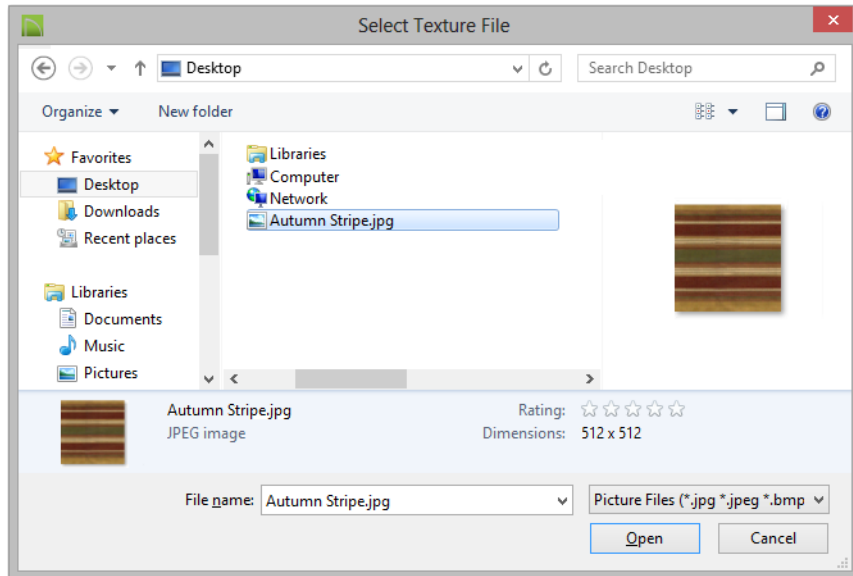 Select Texture File
Desktop
Search Desktop
Organize
New folder
Favorites
Desktop
Downloads
Recent places
Libraries
Documents
Music
Pictures
Libraries
Computer
Network
Autumn Stripe.jpg
Autumn Stripe.jpg
JPEG image
Rating:
Dimensions: 512 x 512
File name: Autumn Stripe.jpg
Picture Files (*.jpg *.jpeg *.bmp
Open
Cancel